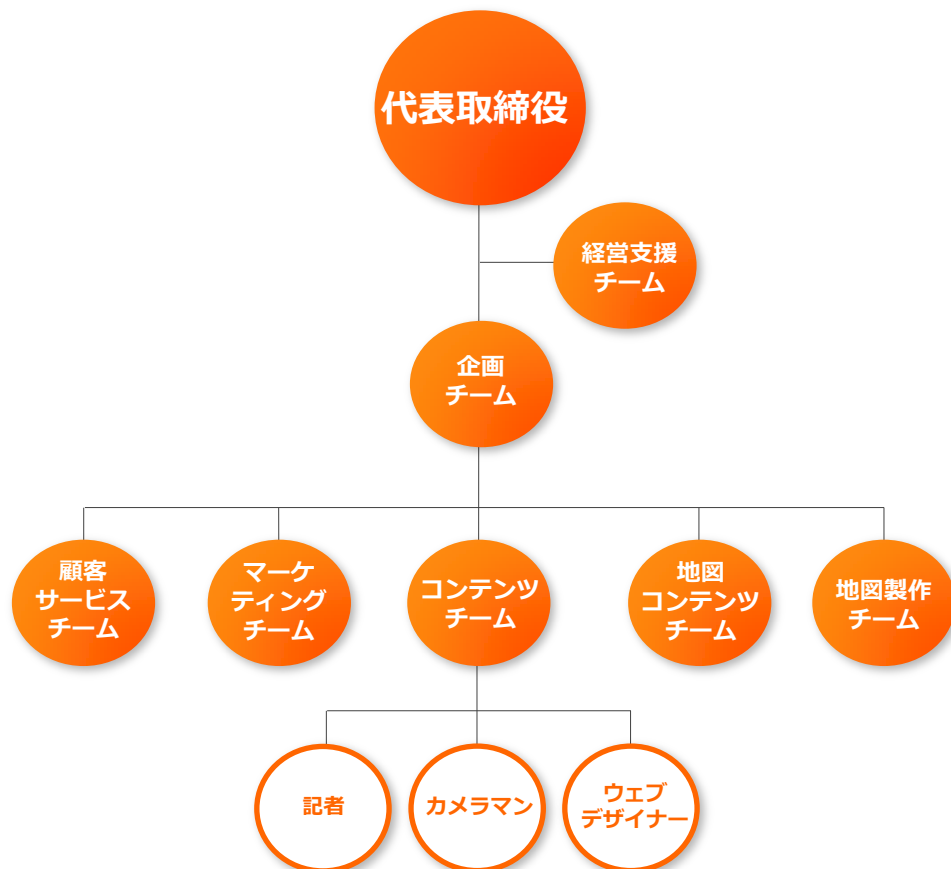 代表取締役
経営支援
チーム
企画
チーム
顧客
サービス
チーム
マーケ
ティング
チーム
コンテンツ
チーム
地図
コンテンツ
チーム
地図製作
チーム
記者
カメラマン
ウェブ
デザイナー